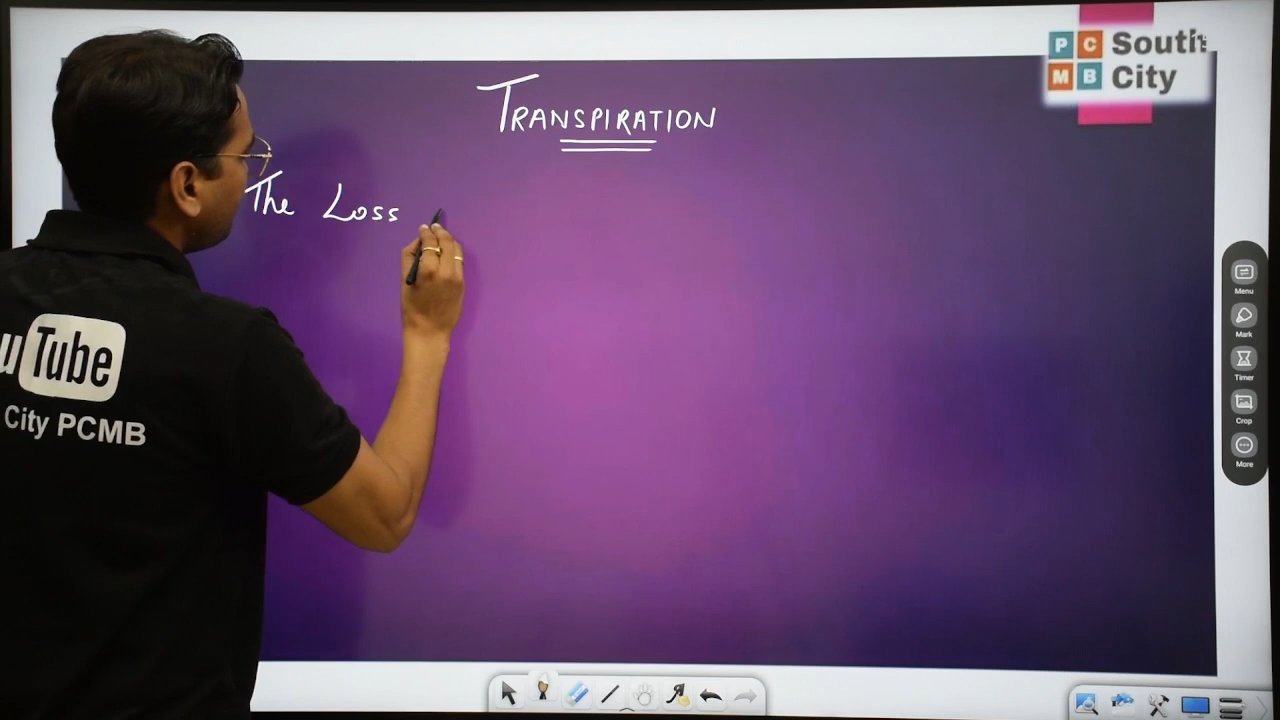 P C South
M B City
TRANSPIRATION
The Loss
uTube
City PCMB
Menu
Mark
Timer
Crop
More